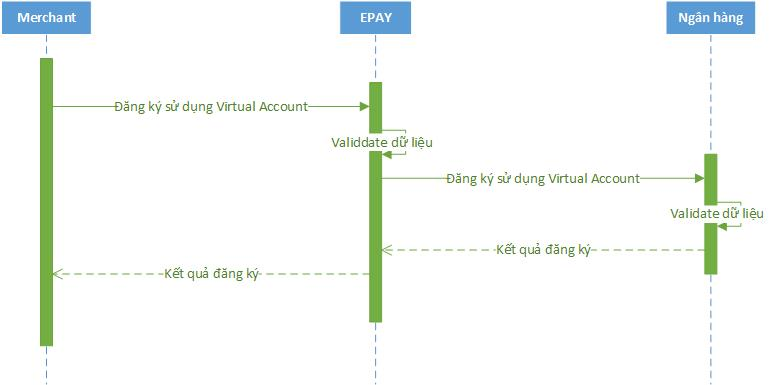 Merchant
EPAY
Ngân hàng
Đăng ký sử dụng Virtual Account
Validdate dữ liệu
Đăng ký sử dụng Virtual Account
Validate dữ liệu
Kết quả đăng ký
Kết quả đăng ký